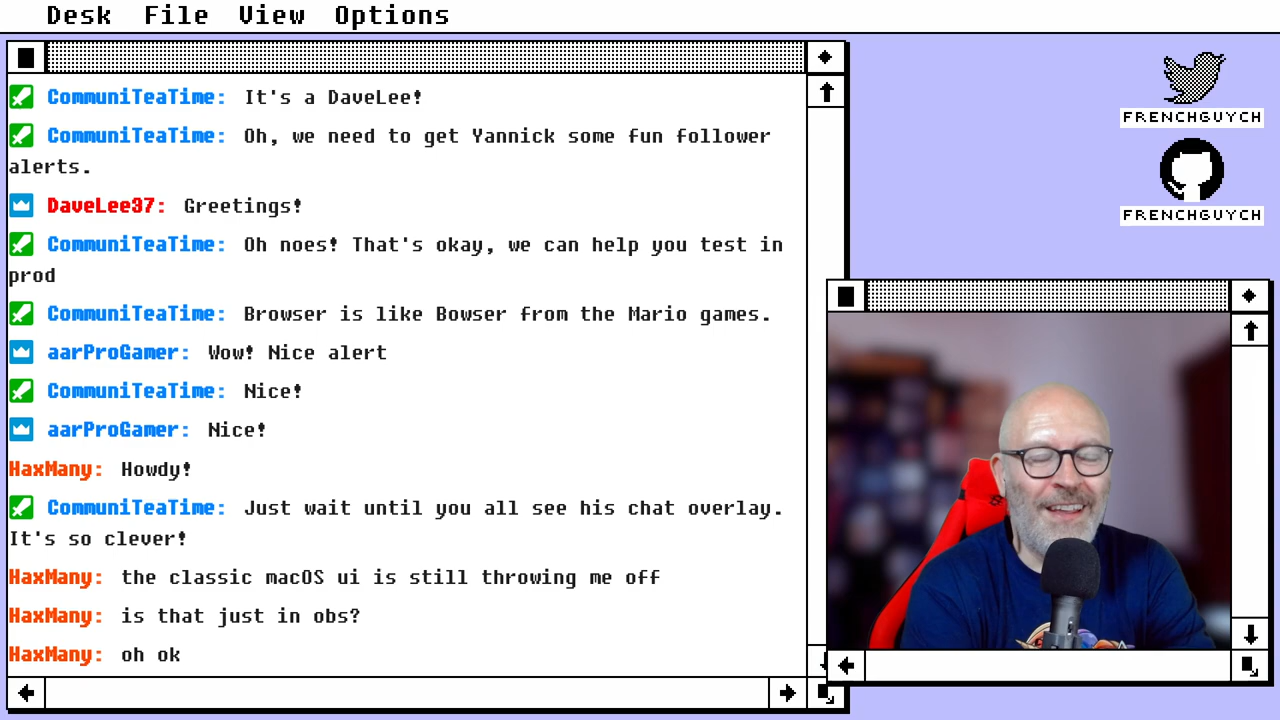 Desk File View Options
CommuniTeaTime: It's a DaveLee!
CommuniTeaTime: Oh, we need to get Yannick some fun follower
alerts.
DaveLee37: Greetings!
CommuniTeaTime: Oh noes! That's okay, we can help you test in
prod
CommuniTeaTime: Browser is like Bowser from the Mario games.
aarProGamer: Wow! Nice alert
CommuniTeaTime: Nice!
aarProGamer: Nice!
HaxMany: Howdy!
CommuniTeaTime: Just wait until you all see his chat overlay.
It's so clever!
HaxMany: the classic macOS ui is still throwing me off
HaxMany: is that just in obs?
HaxMany: oh ok
FRENCHGUYCH
FRENCHGUYCH